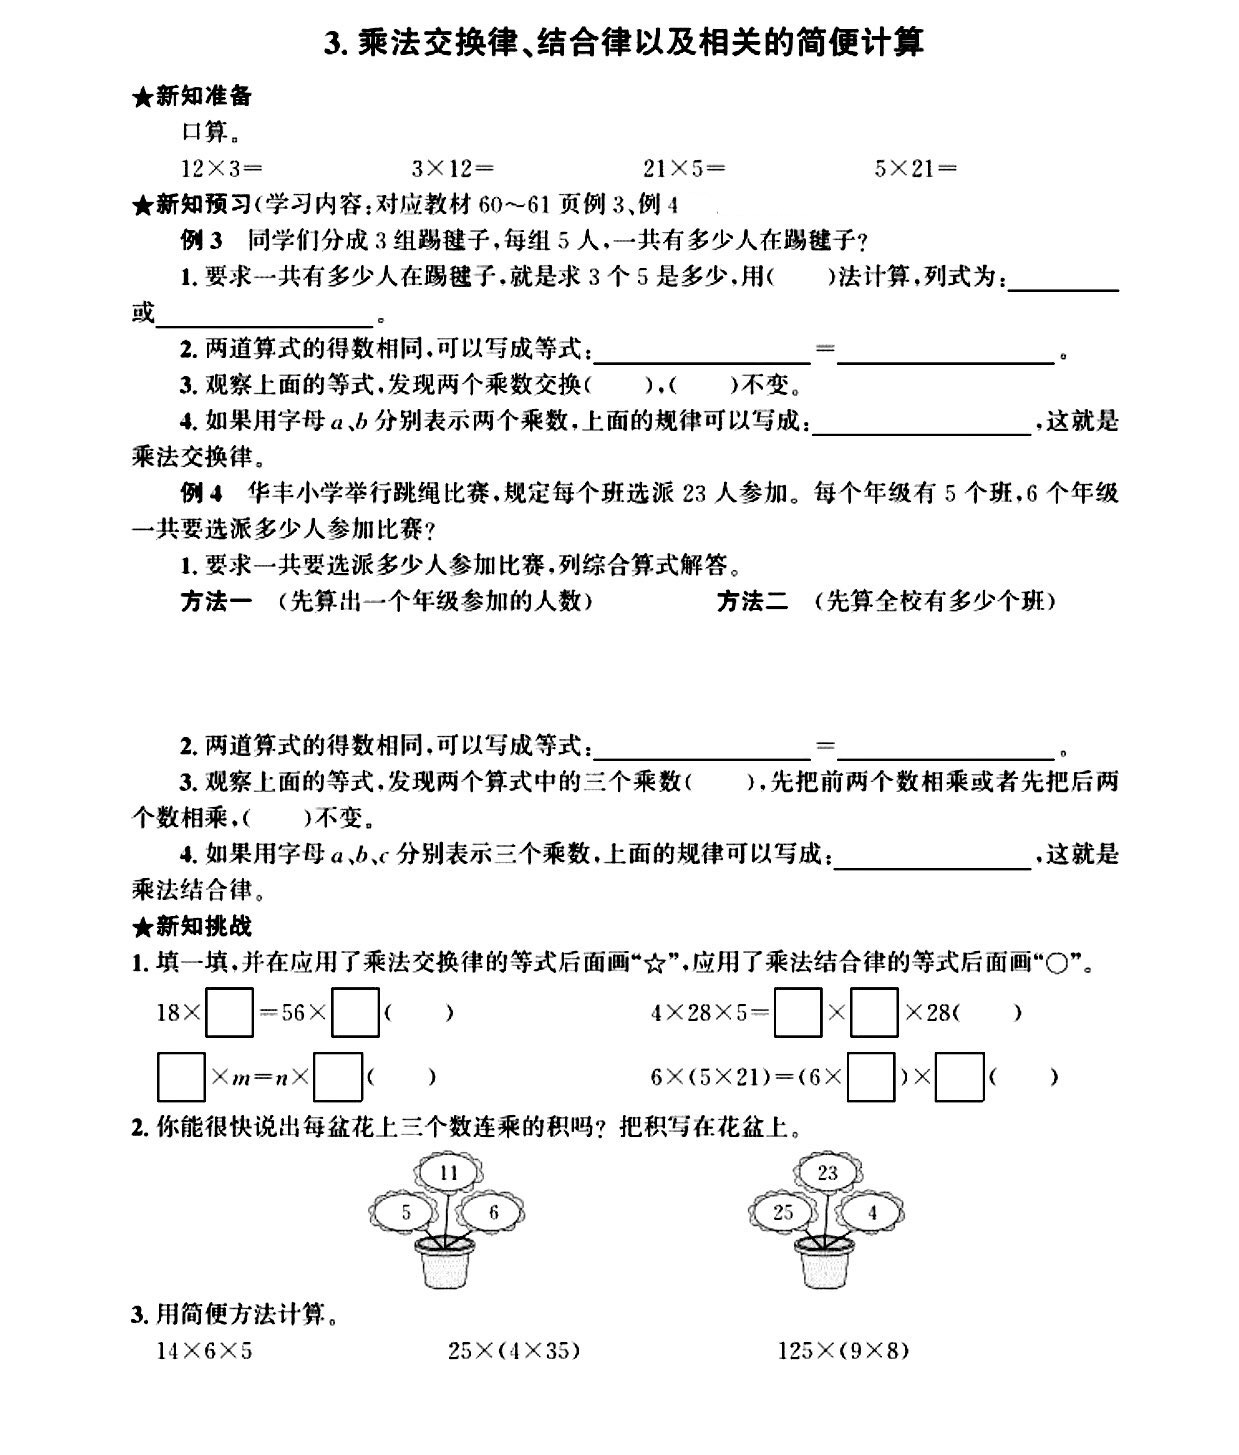 3. 乘法交换律、结合律以及相关的简便计算
★新知准备
口算。
12×3= 3×12= 21×5= 5×21=
★新知预习(学习内容:对应教材 60～61 页例 3、例 4
例 3 同学们分成 3 组踢毽子,每组 5 人,一共有多少人在踢毽子?
1. 要求一共有多少人在踢毽子,就是求 3 个 5 是多少,用( )法计算,列式为:________
或________。
2. 两道算式的得数相同,可以写成等式:________=________。
3. 观察上面的等式,发现两个乘数交换( ),( )不变。
4. 如果用字母 a、b 分别表示两个乘数,上面的规律可以写成:________,这就是
乘法交换律。
例 4 华丰小学举行跳绳比赛,规定每个班选派 23 人参加。每个年级有 5 个班,6 个年级
一共要选派多少人参加比赛?
1. 要求一共要选派多少人参加比赛,列综合算式解答。
方法一 (先算出一个年级参加的人数) 方法二 (先算全校有多少个班)
2. 两道算式的得数相同,可以写成等式:________=________。
3. 观察上面的等式,发现两个算式中的三个乘数( ),先把前两个数相乘或者先把后两
个数相乘,( )不变。
4. 如果用字母 a、b、c 分别表示三个乘数,上面的规律可以写成:________,这就是
乘法结合律。
★新知挑战
1. 填一填,并在应用了乘法交换律的等式后面画“☆”,应用了乘法结合律的等式后面画“○”。
18×□=56×□( ) 4×28×5=□×□×28( )
□×m=n×□( ) 6×(5×21)=(6×□)×□( )
2. 你能很快说出每盆花上三个数连乘的积吗? 把积写在花盆上。
11 23
5 6 25 4
3. 用简便方法计算。
14×6×5 25×(4×35) 125×(9×8)